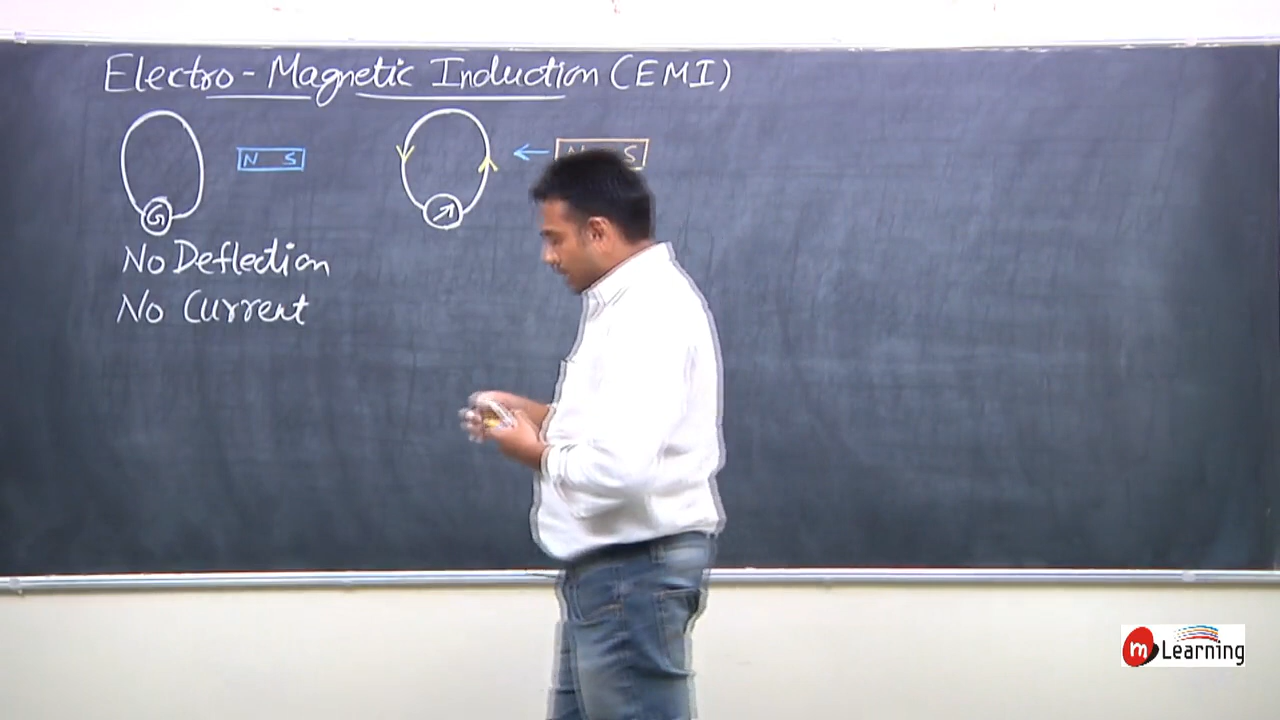 Electro-Magnetic Induction (EMI)
N S
G
N S
No Deflection
No Current
m Learning